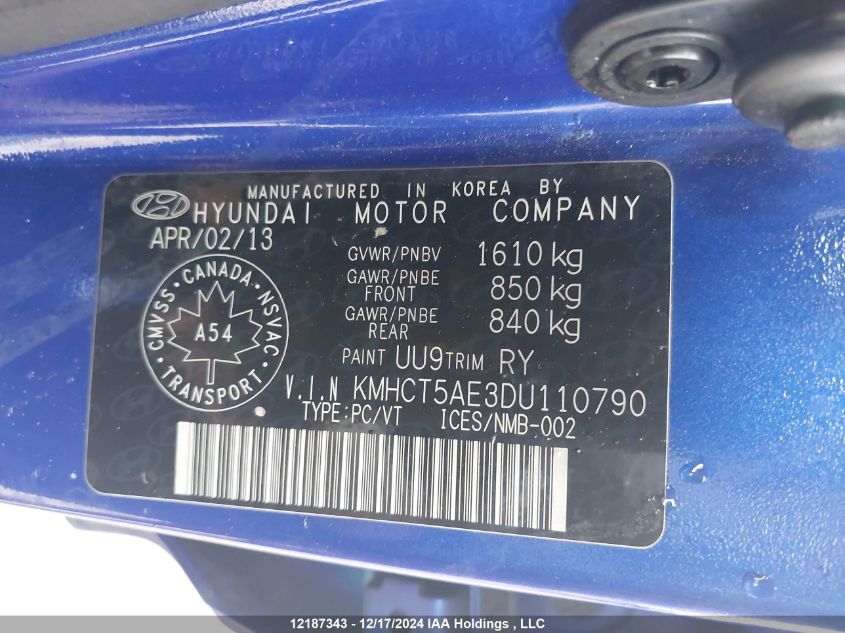 MANUFACTURED IN KOREA BY
HYUNDAI MOTOR COMPANY
APR/02/13
GVWR/PNBV 1610 kg
GAWR/PNBE FRONT 850 kg
GAWR/PNBE REAR 840 kg
PAINT UU9 TRIM RY
CMVSS · CANADA · NSVAC
A54
TRANSPORT
V.I.N KMHCT5AE3DU110790
TYPE:PC/VT ICES/NMB-002
12187343 - 12/17/2024 IAA Holdings , LLC